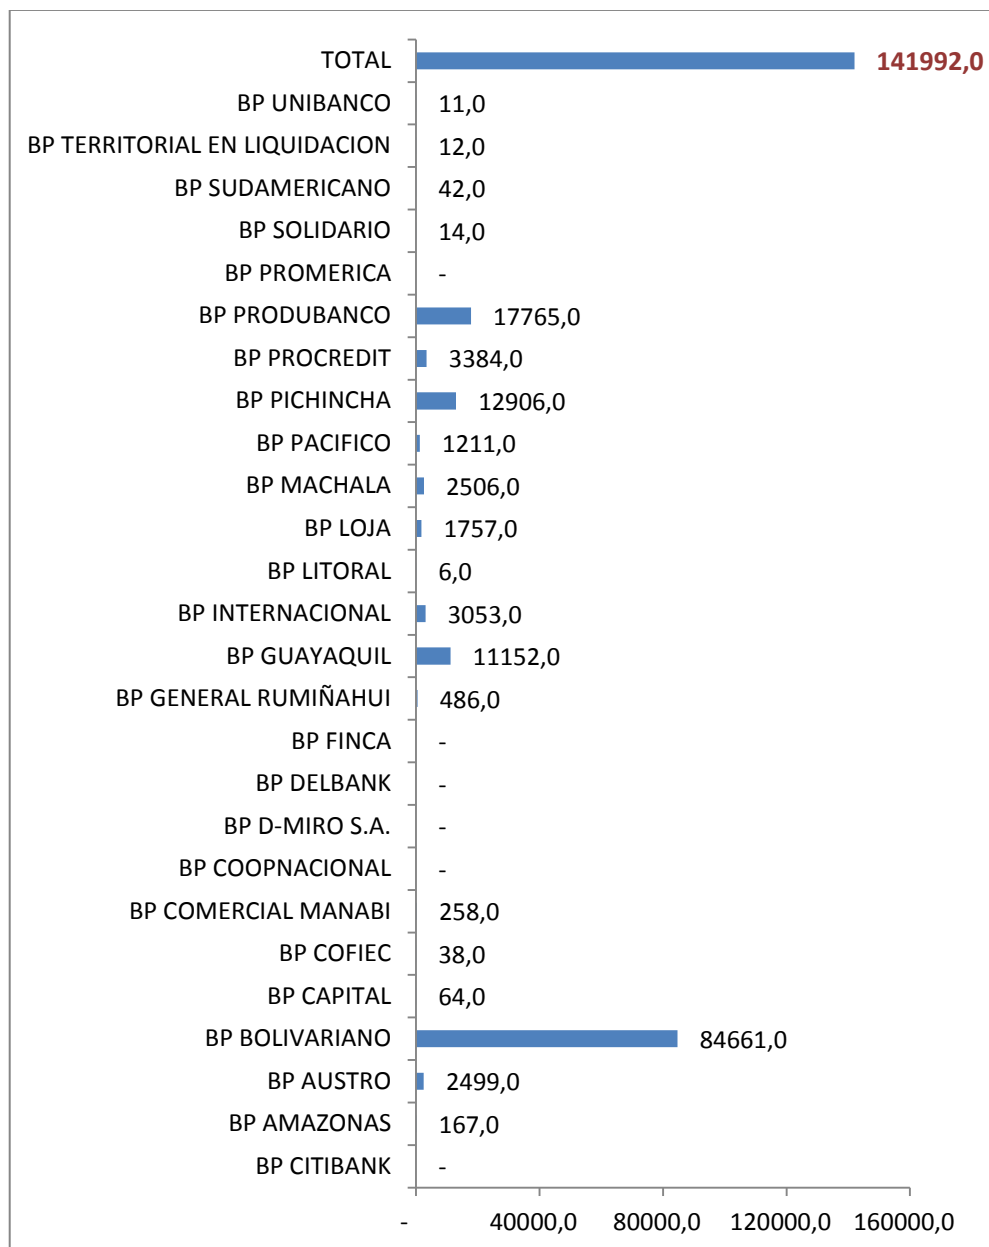 TOTAL 141992,0
BP UNIBANCO 11,0
BP TERRITORIAL EN LIQUIDACION 12,0
BP SUDAMERICANO 42,0
BP SOLIDARIO 14,0
BP PROMERICA -
BP PRODUBANCO 17765,0
BP PROCREDIT 3384,0
BP PICHINCHA 12906,0
BP PACIFICO 1211,0
BP MACHALA 2506,0
BP LOJA 1757,0
BP LITORAL 6,0
BP INTERNACIONAL 3053,0
BP GUAYAQUIL 11152,0
BP GENERAL RUMIÑAHUI 486,0
BP FINCA -
BP DELBANK -
BP D-MIRO S.A. -
BP COOPNACIONAL -
BP COMERCIAL MANABI 258,0
BP COFIEC 38,0
BP CAPITAL 64,0
BP BOLIVARIANO 84661,0
BP AUSTRO 2499,0
BP AMAZONAS 167,0
BP CITIBANK -
- 40000,0 80000,0 120000,0 160000,0